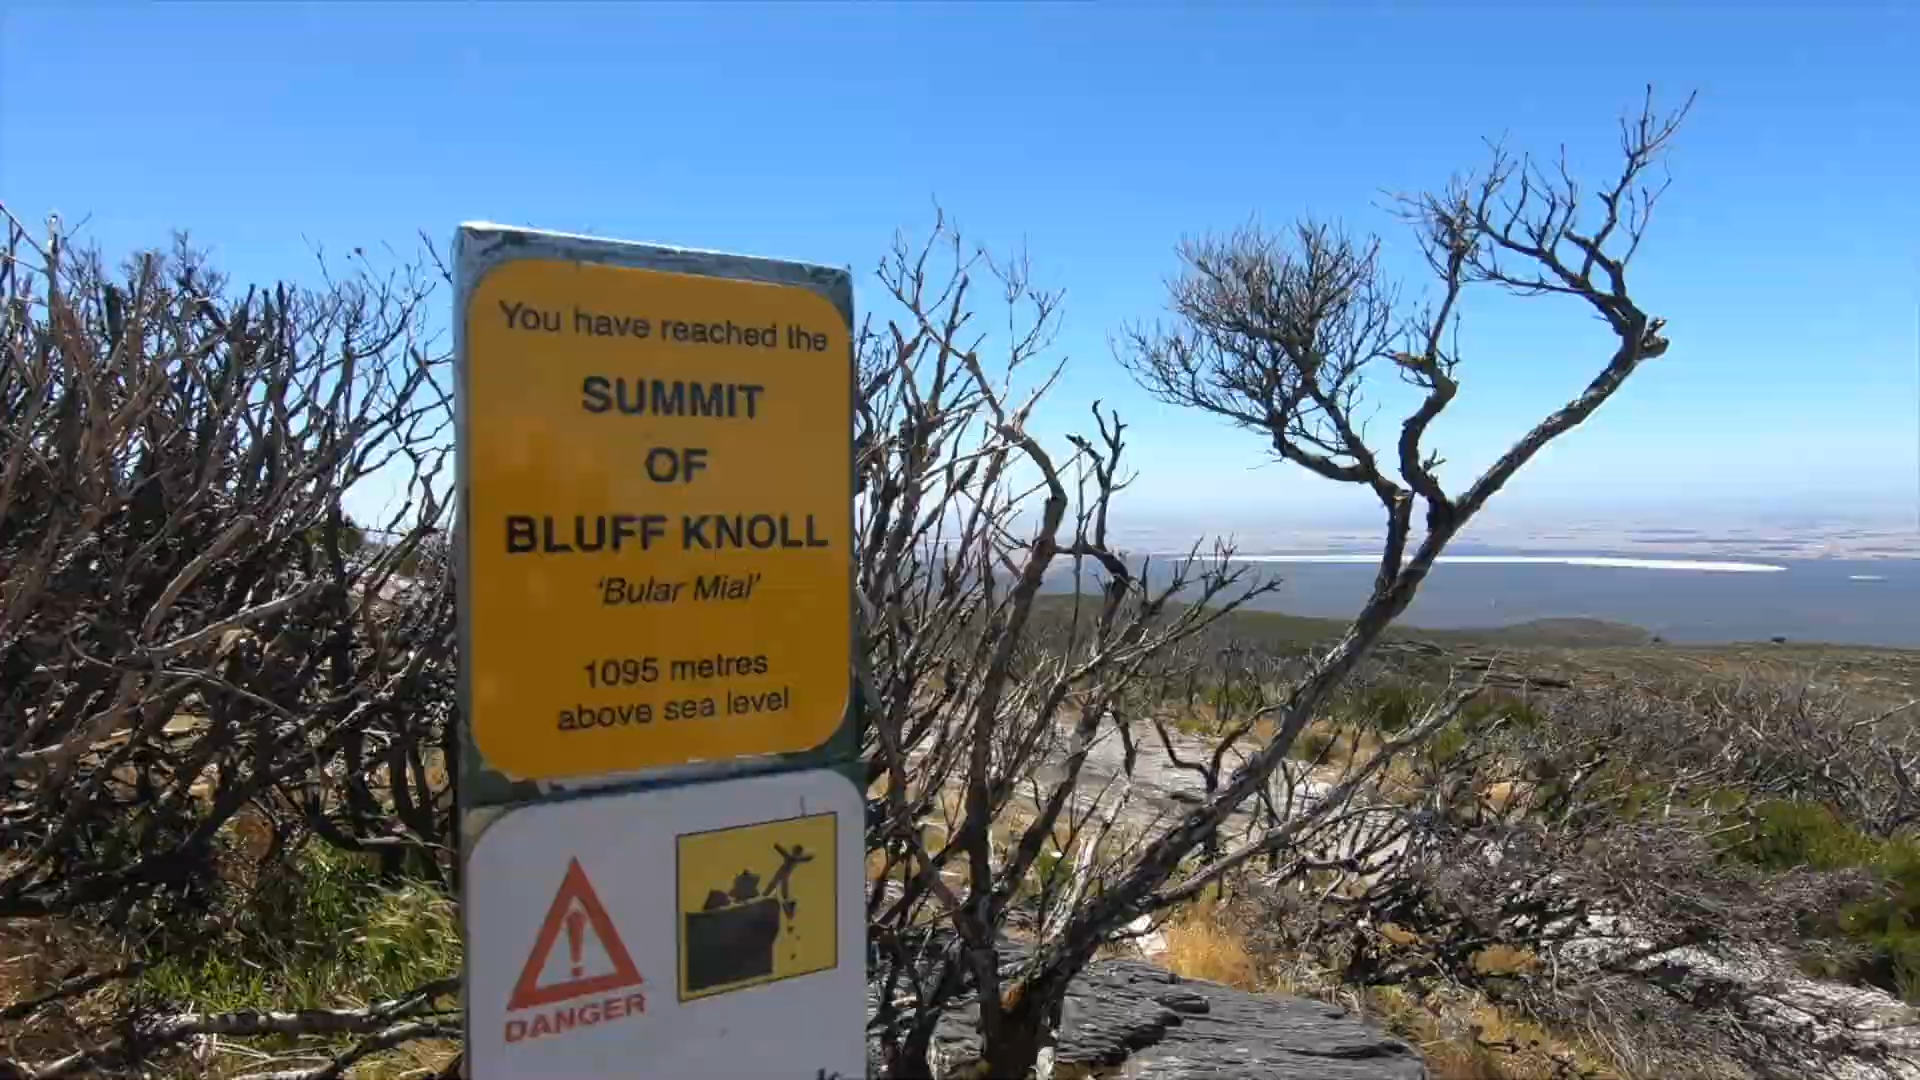 You have reached the
SUMMIT
OF
BLUFF KNOLL
'Bular Mial'
1095 metres
above sea level
DANGER